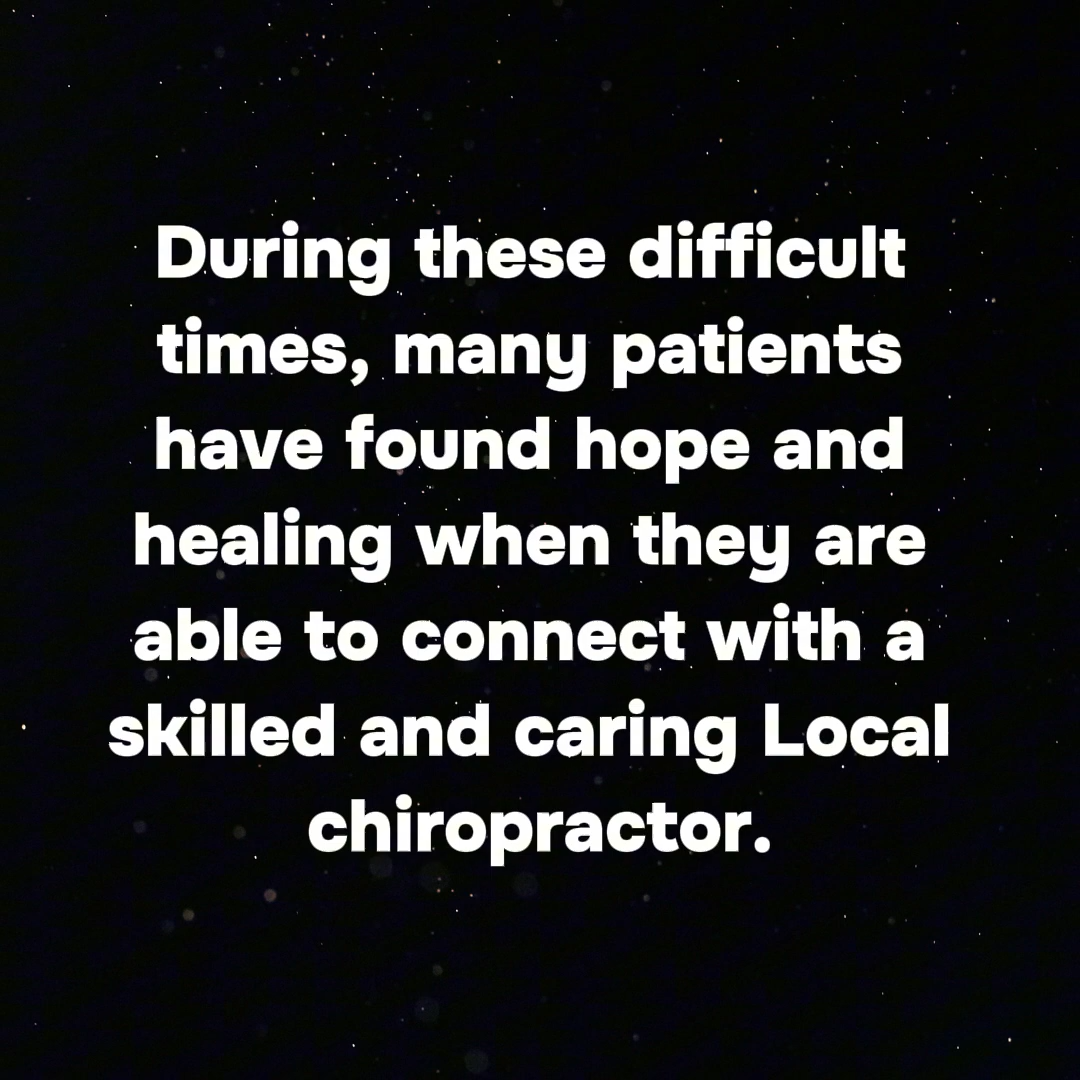 During these difficult
times, many patients
have found hope and
healing when they are
able to connect with a
skilled and caring Local
chiropractor.